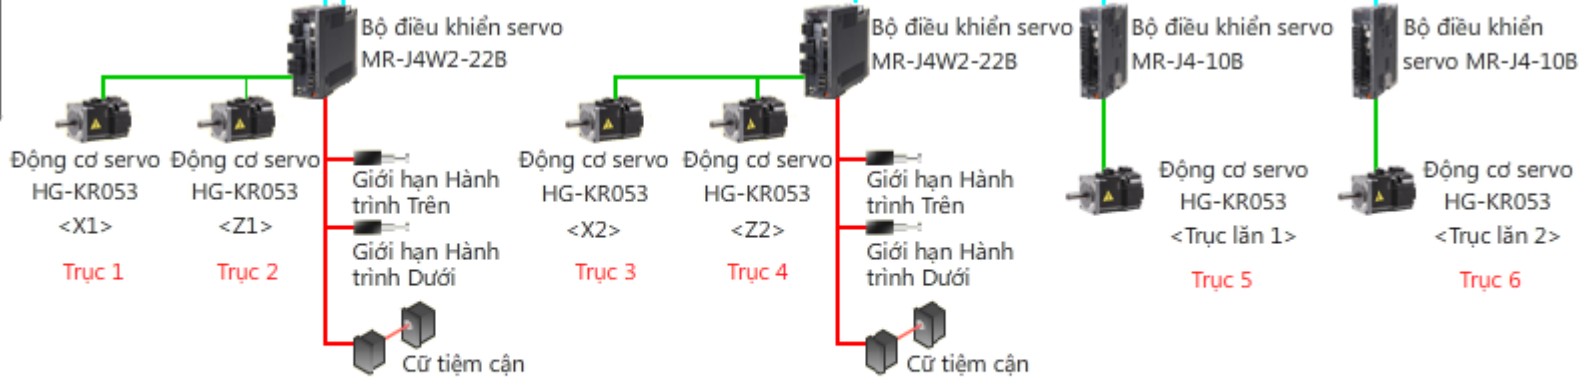 Bộ điều khiển servo
MR-J4W2-22B
Động cơ servo
HG-KR053
<X1>
Trục 1
Động cơ servo
HG-KR053
<Z1>
Trục 2
Giới hạn Hành
trình Trên
Giới hạn Hành
trình Dưới
Cữ tiệm cận
Bộ điều khiển servo
MR-J4W2-22B
Động cơ servo
HG-KR053
<X2>
Trục 3
Động cơ servo
HG-KR053
<Z2>
Trục 4
Giới hạn Hành
trình Trên
Giới hạn Hành
trình Dưới
Cữ tiệm cận
Bộ điều khiển servo
MR-J4-10B
Động cơ servo
HG-KR053
<Trục lăn 1>
Trục 5
Bộ điều khiển
servo MR-J4-10B
Động cơ servo
HG-KR053
<Trục lăn 2>
Trục 6